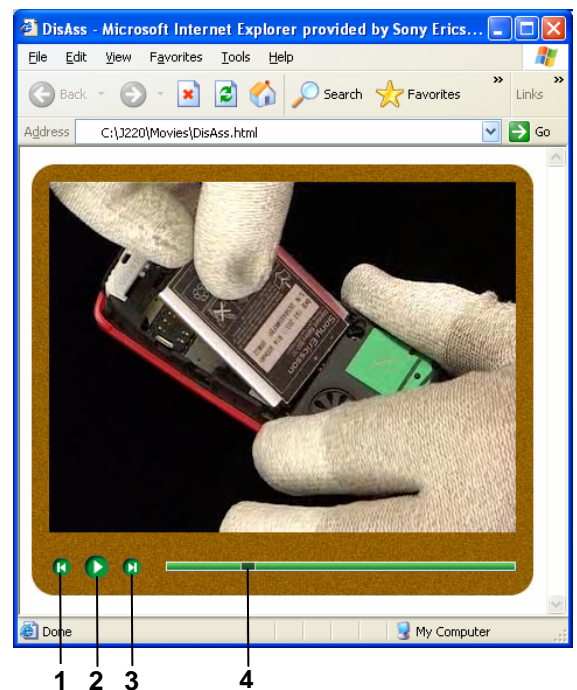 DisAss - Microsoft Internet Explorer provided by Sony Erics...
File Edit View Favorites Tools Help
Back Search Favorites » Links »
Address C:\J220\Movies\DisAss.html Go
Sony Ericsson
Done My Computer
1 2 3 4